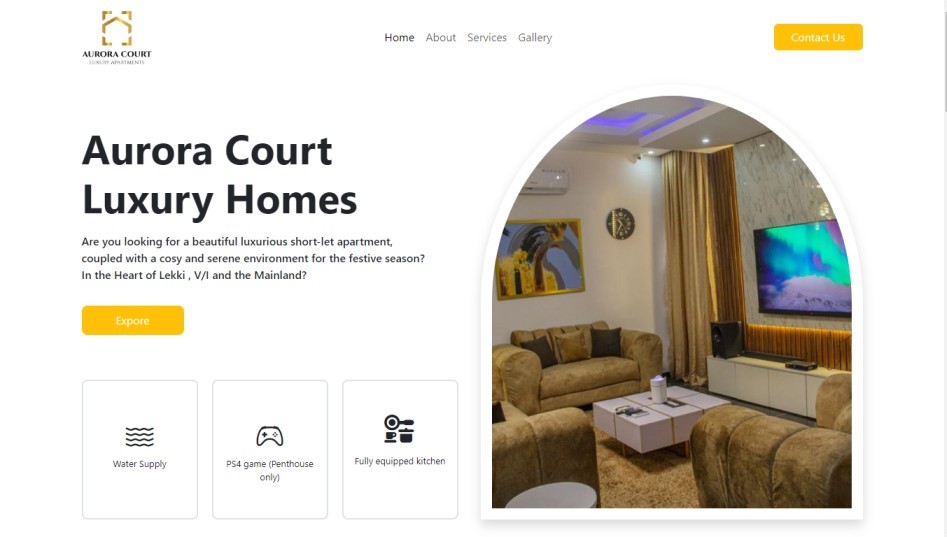 AURORA COURT
LUXURY APARTMENTS
Home About Services Gallery
Contact Us
Aurora Court
Luxury Homes
Are you looking for a beautiful luxurious short-let apartment,
coupled with a cosy and serene environment for the festive season?
In the Heart of Lekki , V/I and the Mainland?
Expore
Water Supply
PS4 game (Penthouse
only)
Fully equipped kitchen